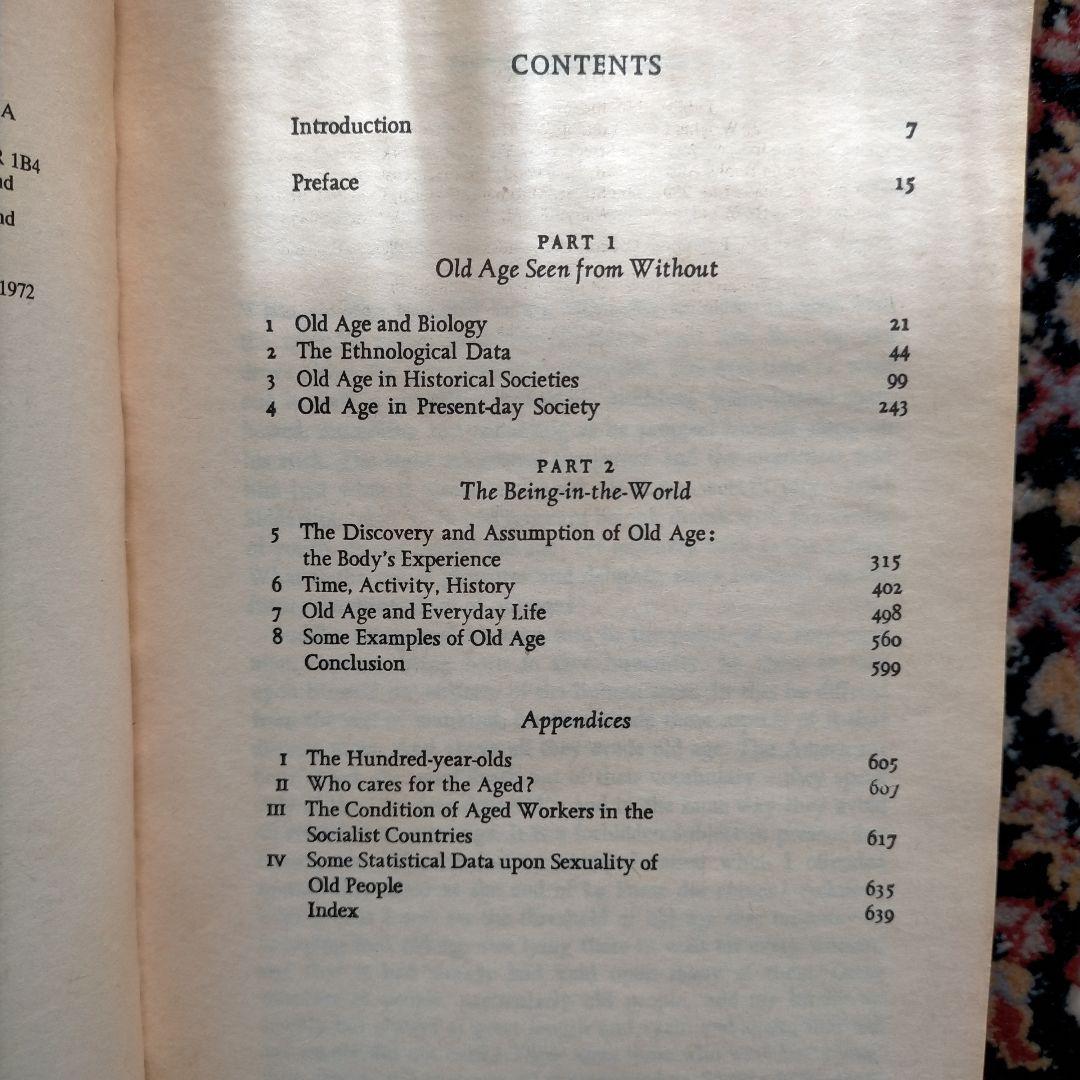 A
R 1B4
nd
nd
1972
CONTENTS
Introduction 7
Preface 15
PART 1
Old Age Seen from Without
1 Old Age and Biology 21
2 The Ethnological Data 44
3 Old Age in Historical Societies 99
4 Old Age in Present-day Society 243
PART 2
The Being-in-the-World
5 The Discovery and Assumption of Old Age:
the Body's Experience 315
6 Time, Activity, History 402
7 Old Age and Everyday Life 498
8 Some Examples of Old Age 560
Conclusion 599
Appendices
I The Hundred-year-olds 605
II Who cares for the Aged? 607
III The Condition of Aged Workers in the
Socialist Countries 617
IV Some Statistical Data upon Sexuality of
Old People 635
Index 639